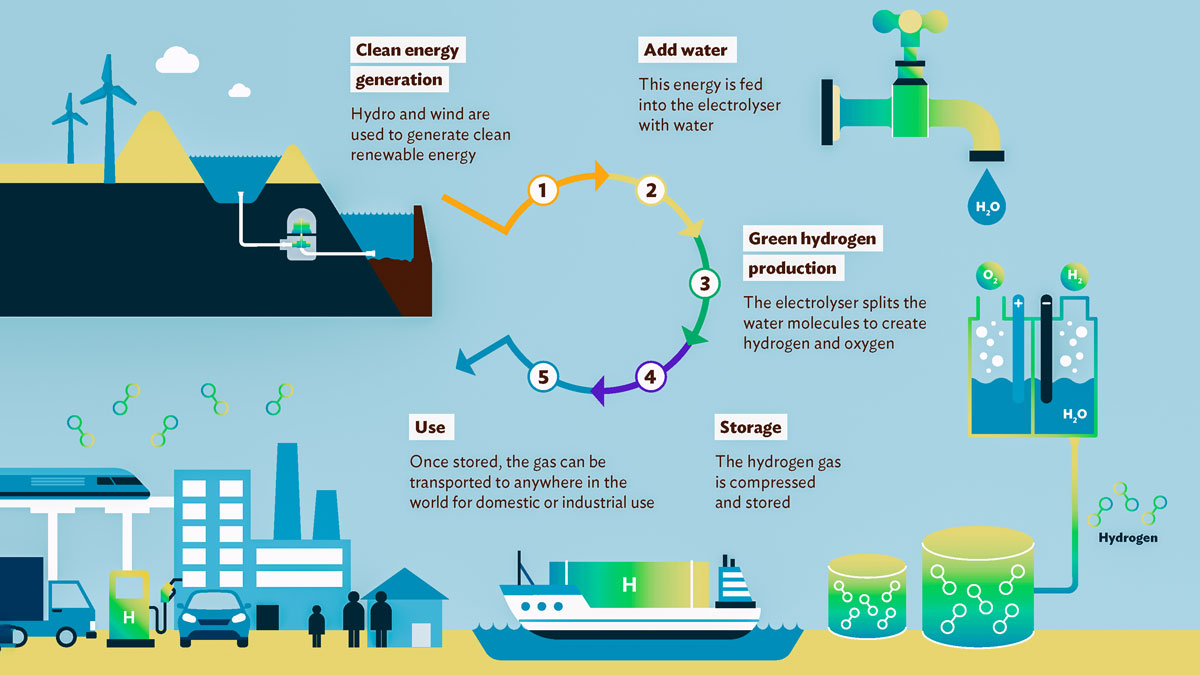 Clean energy
generation
Hydro and wind are
used to generate clean
renewable energy
Add water
This energy is fed
into the electrolyser
with water
H₂O
1
2
3
4
5
Green hydrogen
production
The electrolyser splits the
water molecules to create
hydrogen and oxygen
O₂
H₂
+
−
H₂O
Use
Once stored, the gas can be
transported to anywhere in the
world for domestic or industrial use
Storage
The hydrogen gas
is compressed
and stored
Hydrogen
H
H